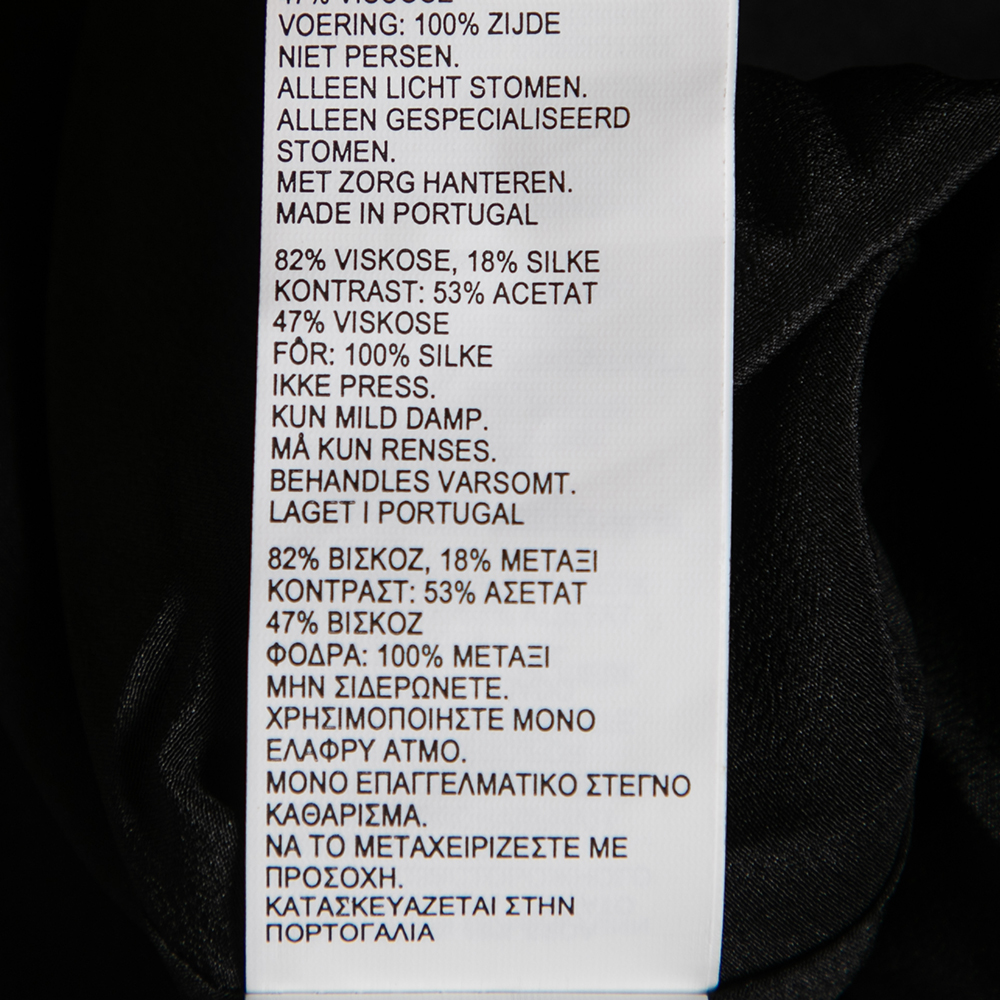 47% VISCOSE
VOERING: 100% ZIJDE
NIET PERSEN.
ALLEEN LICHT STOMEN.
ALLEEN GESPECIALISEERD
STOMEN.
MET ZORG HANTEREN.
MADE IN PORTUGAL
82% VISKOSE, 18% SILKE
KONTRAST: 53% ACETAT
47% VISKOSE
FÔR: 100% SILKE
IKKE PRESS.
KUN MILD DAMP.
MÅ KUN RENSES.
BEHANDLES VARSOMT.
LAGET I PORTUGAL
82% ΒΙΣΚΟΖ, 18% ΜΕΤΑΞΙ
ΚΟΝΤΡΑΣΤ: 53% ΑΣΕΤΑΤ
47% ΒΙΣΚΟΖ
ΦΟΔΡΑ: 100% ΜΕΤΑΞΙ
ΜΗΝ ΣΙΔΕΡΩΝΕΤΕ.
ΧΡΗΣΙΜΟΠΟΙΗΣΤΕ ΜΟΝΟ
ΕΛΑΦΡΥ ΑΤΜΟ.
ΜΟΝΟ ΕΠΑΓΓΕΛΜΑΤΙΚΟ ΣΤΕΓΝΟ
ΚΑΘΑΡΙΣΜΑ.
ΝΑ ΤΟ ΜΕΤΑΧΕΙΡΙΖΕΣΤΕ ΜΕ
ΠΡΟΣΟΧΗ.
ΚΑΤΑΣΚΕΥΑΖΕΤΑΙ ΣΤΗΝ
ΠΟΡΤΟΓΑΛΙΑ